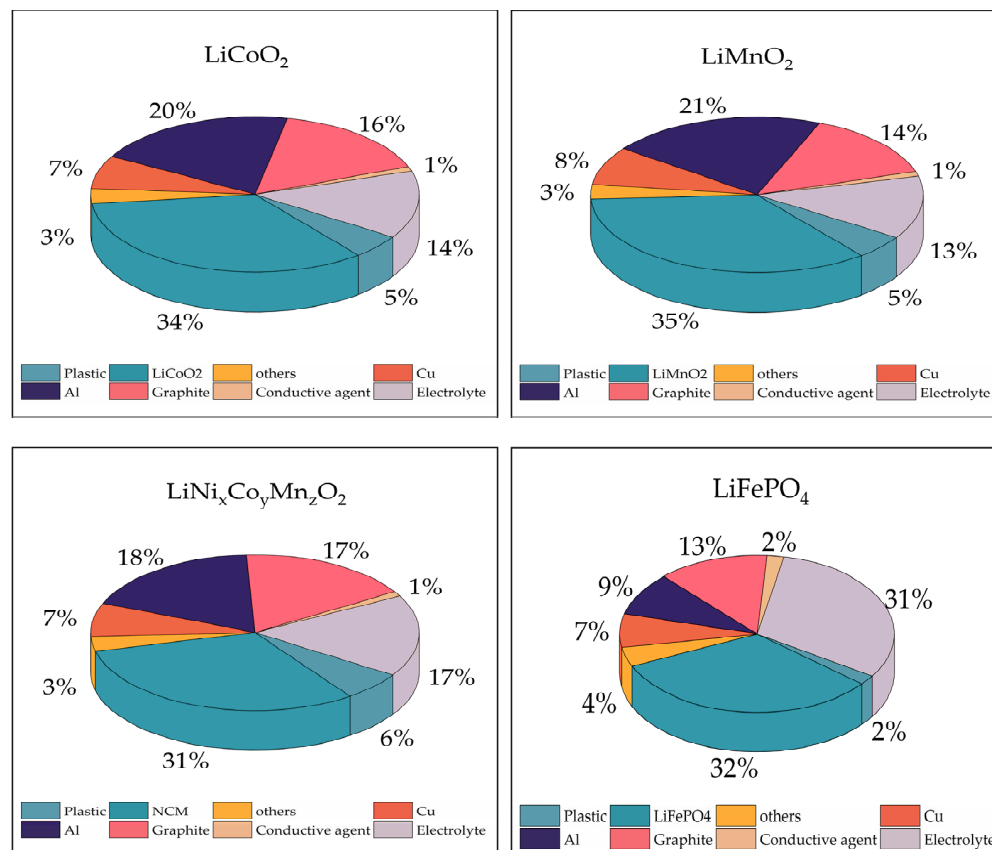 LiCoO₂
20%
16%
7%
1%
3%
14%
5%
34%
Plastic LiCoO2 others Cu
Al Graphite Conductive agent Electrolyte
LiMnO₂
21%
14%
8%
1%
3%
13%
5%
35%
Plastic LiMnO2 others Cu
Al Graphite Conductive agent Electrolyte
LiNiₓCoᵧMn_zO₂
18%
17%
1%
7%
17%
3%
6%
31%
Plastic NCM others Cu
Al Graphite Conductive agent Electrolyte
LiFePO₄
2%
13%
9%
31%
7%
4%
2%
32%
Plastic LiFePO4 others Cu
Al Graphite Conductive agent Electrolyte